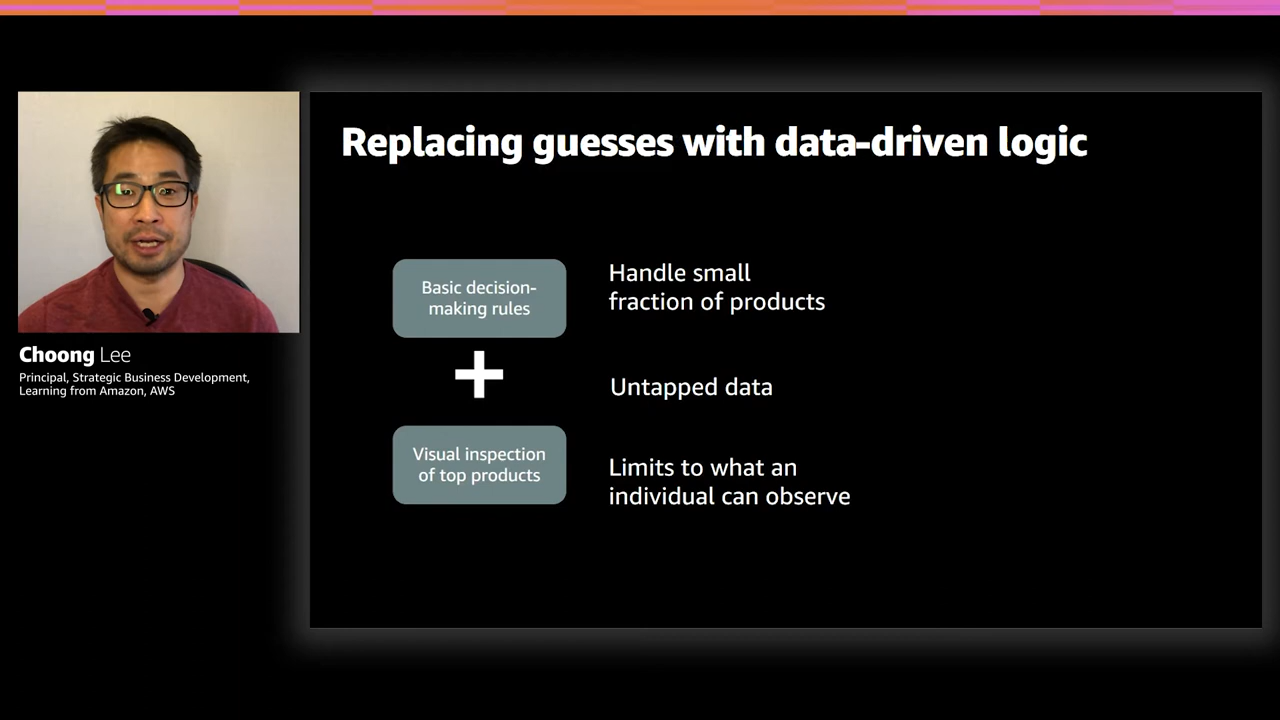 Replacing guesses with data-driven logic
Basic decision-
making rules
Handle small
fraction of products
+
Untapped data
Visual inspection
of top products
Limits to what an
individual can observe
Choong Lee
Principal, Strategic Business Development,
Learning from Amazon, AWS